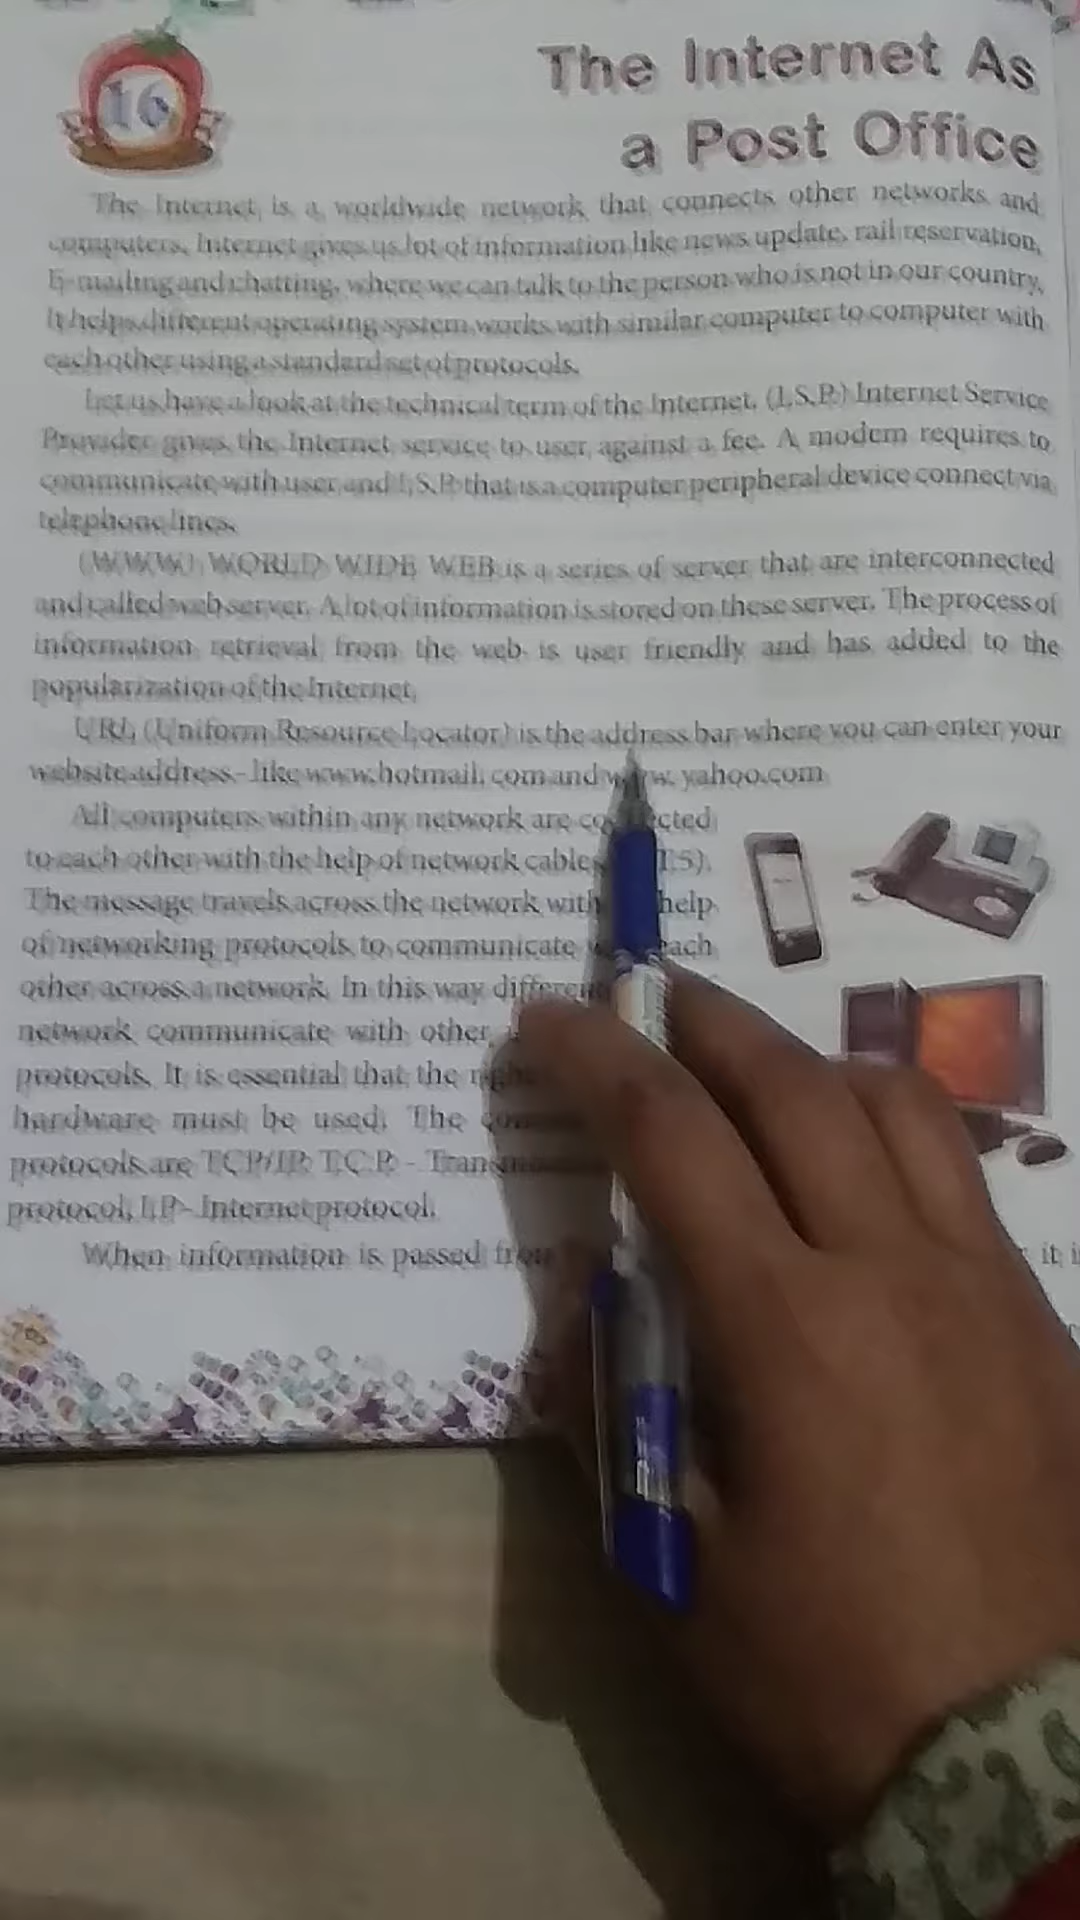 16
The Internet As
a Post Office
The Internet is a worldwide network that connects other networks and
computers. Internet gives us lot of information like news update, rail reservation,
E-mailing and chatting, where we can talk to the person who is not in our country.
It helps different operating system works with similar computer to computer with
each other using a standard set of protocols.
Let us have a look at the technical term of the Internet. (I.S.P.) Internet Service
Provider gives the Internet service to user against a fee. A modem requires to
communicate with user and I.S.P. that is a computer peripheral device connect via
telephone lines.
(W.W.W.) WORLD WIDE WEB is a series of server that are interconnected
and called web server. A lot of information is stored on these server. The process of
information retrieval from the web is user friendly and has added to the
popularization of the Internet.
URL (Uniform Resource Locator) is the address bar where you can enter your
website address - like www.hotmail. com and www. yahoo.com
All computers within any network are connected
to each other with the help of network cables T5).
The message travels across the network with help
of networking protocols to communicate each
other across a network. In this way different
network communicate with other
protocols. It is essential that the right
hardware must be used. The
protocols are TCP/IP. T.C.P. -
protocol, I.P- Internet protocol.
When information is passed from it